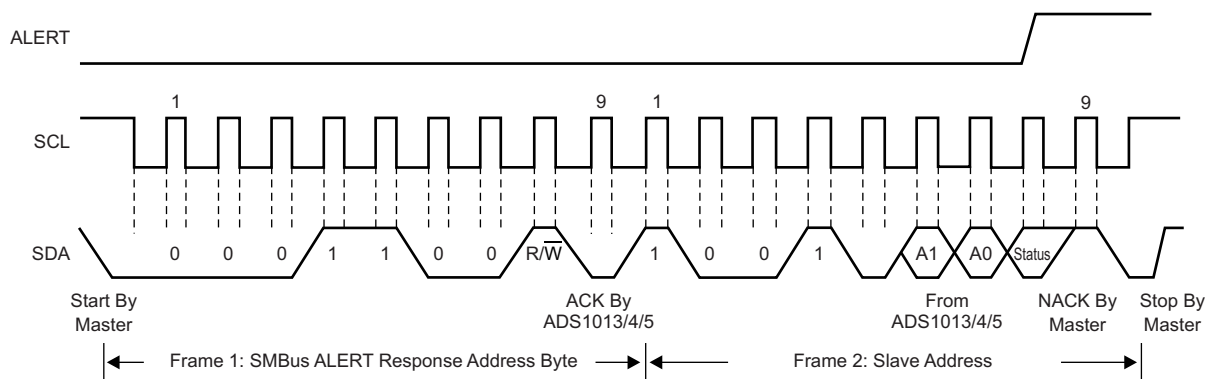 ALERT
1 9 1 9
SCL
SDA 0 0 0 1 1 0 0 R/W 1 0 0 1 A1 A0 Status
Start By
Master
ACK By
ADS1013/4/5
From
ADS1013/4/5
NACK By
Master
Stop By
Master
Frame 1: SMBus ALERT Response Address Byte
Frame 2: Slave Address